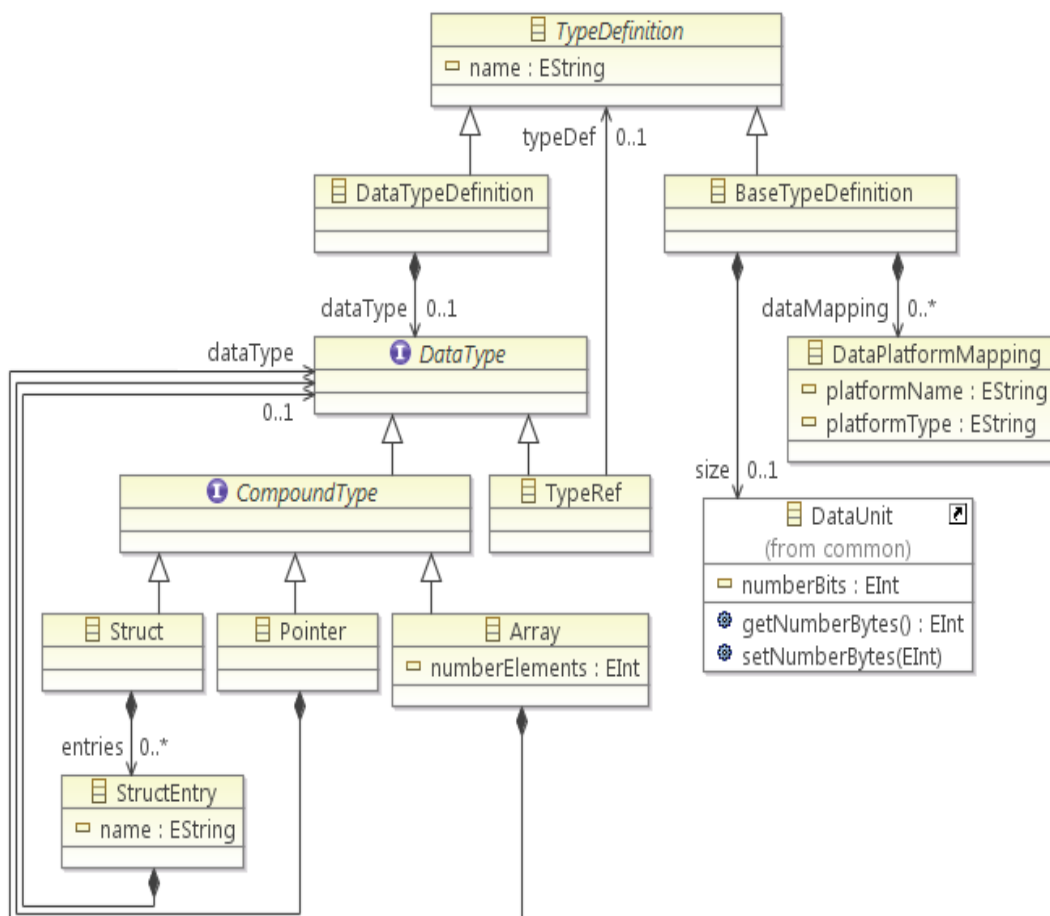 TypeDefinition
name : EString
typeDef 0..1
DataTypeDefinition
BaseTypeDefinition
dataType 0..1
dataMapping 0..*
dataType
I DataType
0..1
DataPlatformMapping
platformName : EString
platformType : EString
size 0..1
I CompoundType
TypeRef
DataUnit
(from common)
numberBits : EInt
getNumberBytes() : EInt
setNumberBytes(EInt)
Struct
Pointer
Array
numberElements : EInt
entries 0..*
StructEntry
name : EString